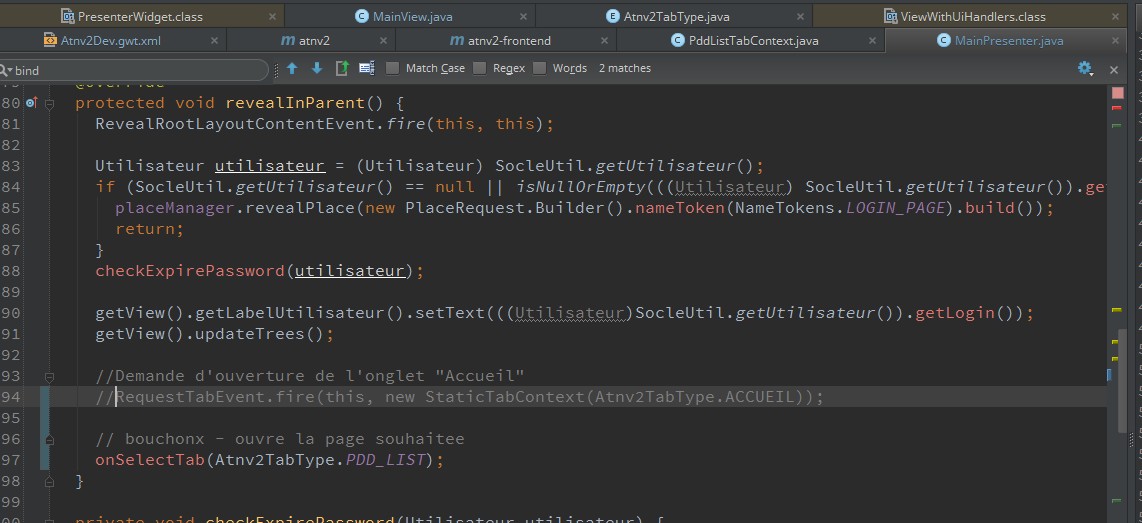 PresenterWidget.class MainView.java Atnv2TabType.java ViewWithUiHandlers.class
Atnv2Dev.gwt.xml atnv2 atnv2-frontend PddListTabContext.java MainPresenter.java
bind Match Case Regex Words 2 matches
80 protected void revealInParent() {
81 RevealRootLayoutContentEvent.fire(this, this);
82
83 Utilisateur utilisateur = (Utilisateur) SocleUtil.getUtilisateur();
84 if (SocleUtil.getUtilisateur() == null || isNullOrEmpty(((Utilisateur) SocleUtil.getUtilisateur()).ge
85 placeManager.revealPlace(new PlaceRequest.Builder().nameToken(NameTokens.LOGIN_PAGE).build());
86 return;
87 }
88 checkExpirePassword(utilisateur);
89
90 getView().getLabelUtilisateur().setText(((Utilisateur)SocleUtil.getUtilisateur()).getLogin());
91 getView().updateTrees();
92
93 //Demande d'ouverture de l'onglet "Accueil"
94 //RequestTabEvent.fire(this, new StaticTabContext(Atnv2TabType.ACCUEIL));
95
96 // bouchonx - ouvre la page souhaitee
97 onSelectTab(Atnv2TabType.PDD_LIST);
98 }
99
private void checkExpirePassword(Utilisateur utilisateur) {